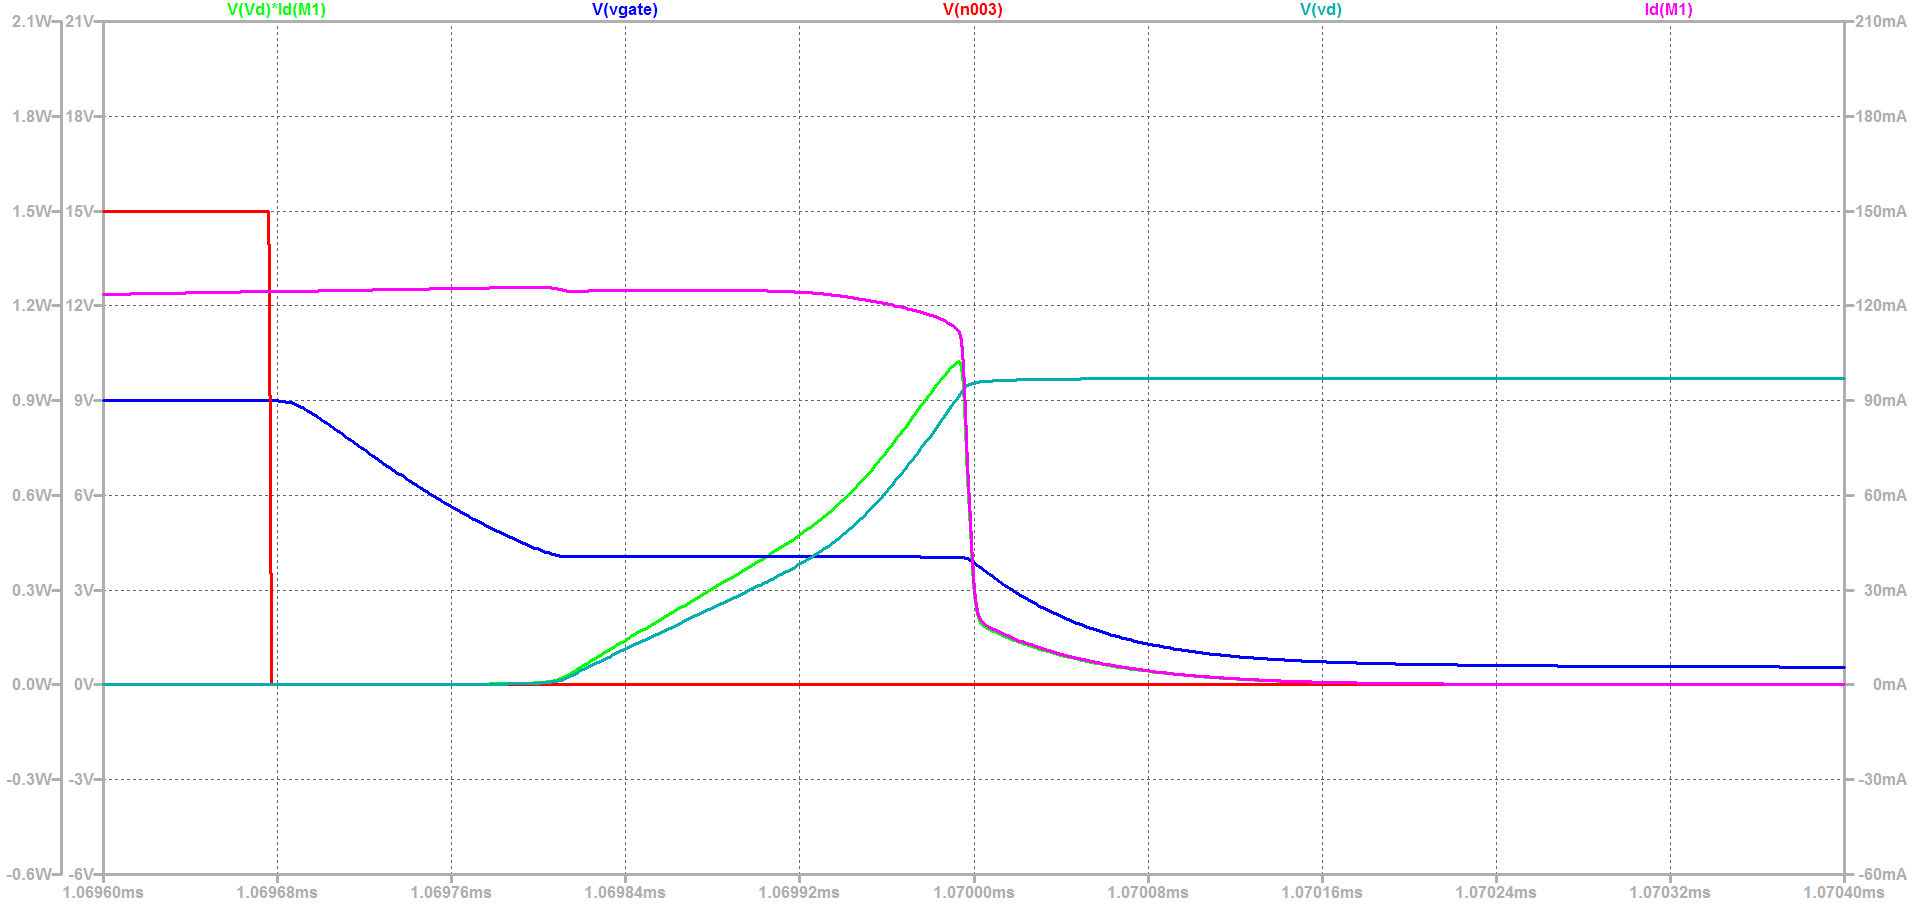 V(Vd)*Id(M1) V(vgate) V(n003) V(vd) Id(M1)
2.1W 21V 210mA
1.8W 18V 180mA
1.5W 15V 150mA
1.2W 12V 120mA
0.9W 9V 90mA
0.6W 6V 60mA
0.3W 3V 30mA
0.0W 0V 0mA
-0.3W -3V -30mA
-0.6W -6V -60mA
1.06960ms 1.06968ms 1.06976ms 1.06984ms 1.06992ms 1.07000ms 1.07008ms 1.07016ms 1.07024ms 1.07032ms 1.07040ms